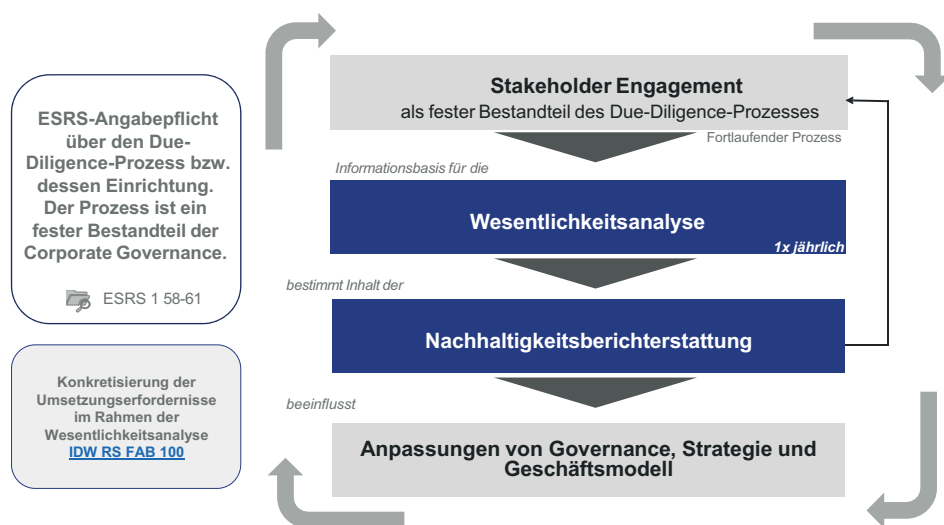 ESRS-Angabepflicht
über den Due-
Diligence-Prozess bzw.
dessen Einrichtung.
Der Prozess ist ein
fester Bestandteil der
Corporate Governance.
ESRS 1 58-61
Konkretisierung der
Umsetzungserfordernisse
im Rahmen der
Wesentlichkeitsanalyse
IDW RS FAB 100
Stakeholder Engagement
als fester Bestandteil des Due-Diligence-Prozesses
Fortlaufender Prozess
Informationsbasis für die
Wesentlichkeitsanalyse
1x jährlich
bestimmt Inhalt der
Nachhaltigkeitsberichterstattung
beeinflusst
Anpassungen von Governance, Strategie und
Geschäftsmodell